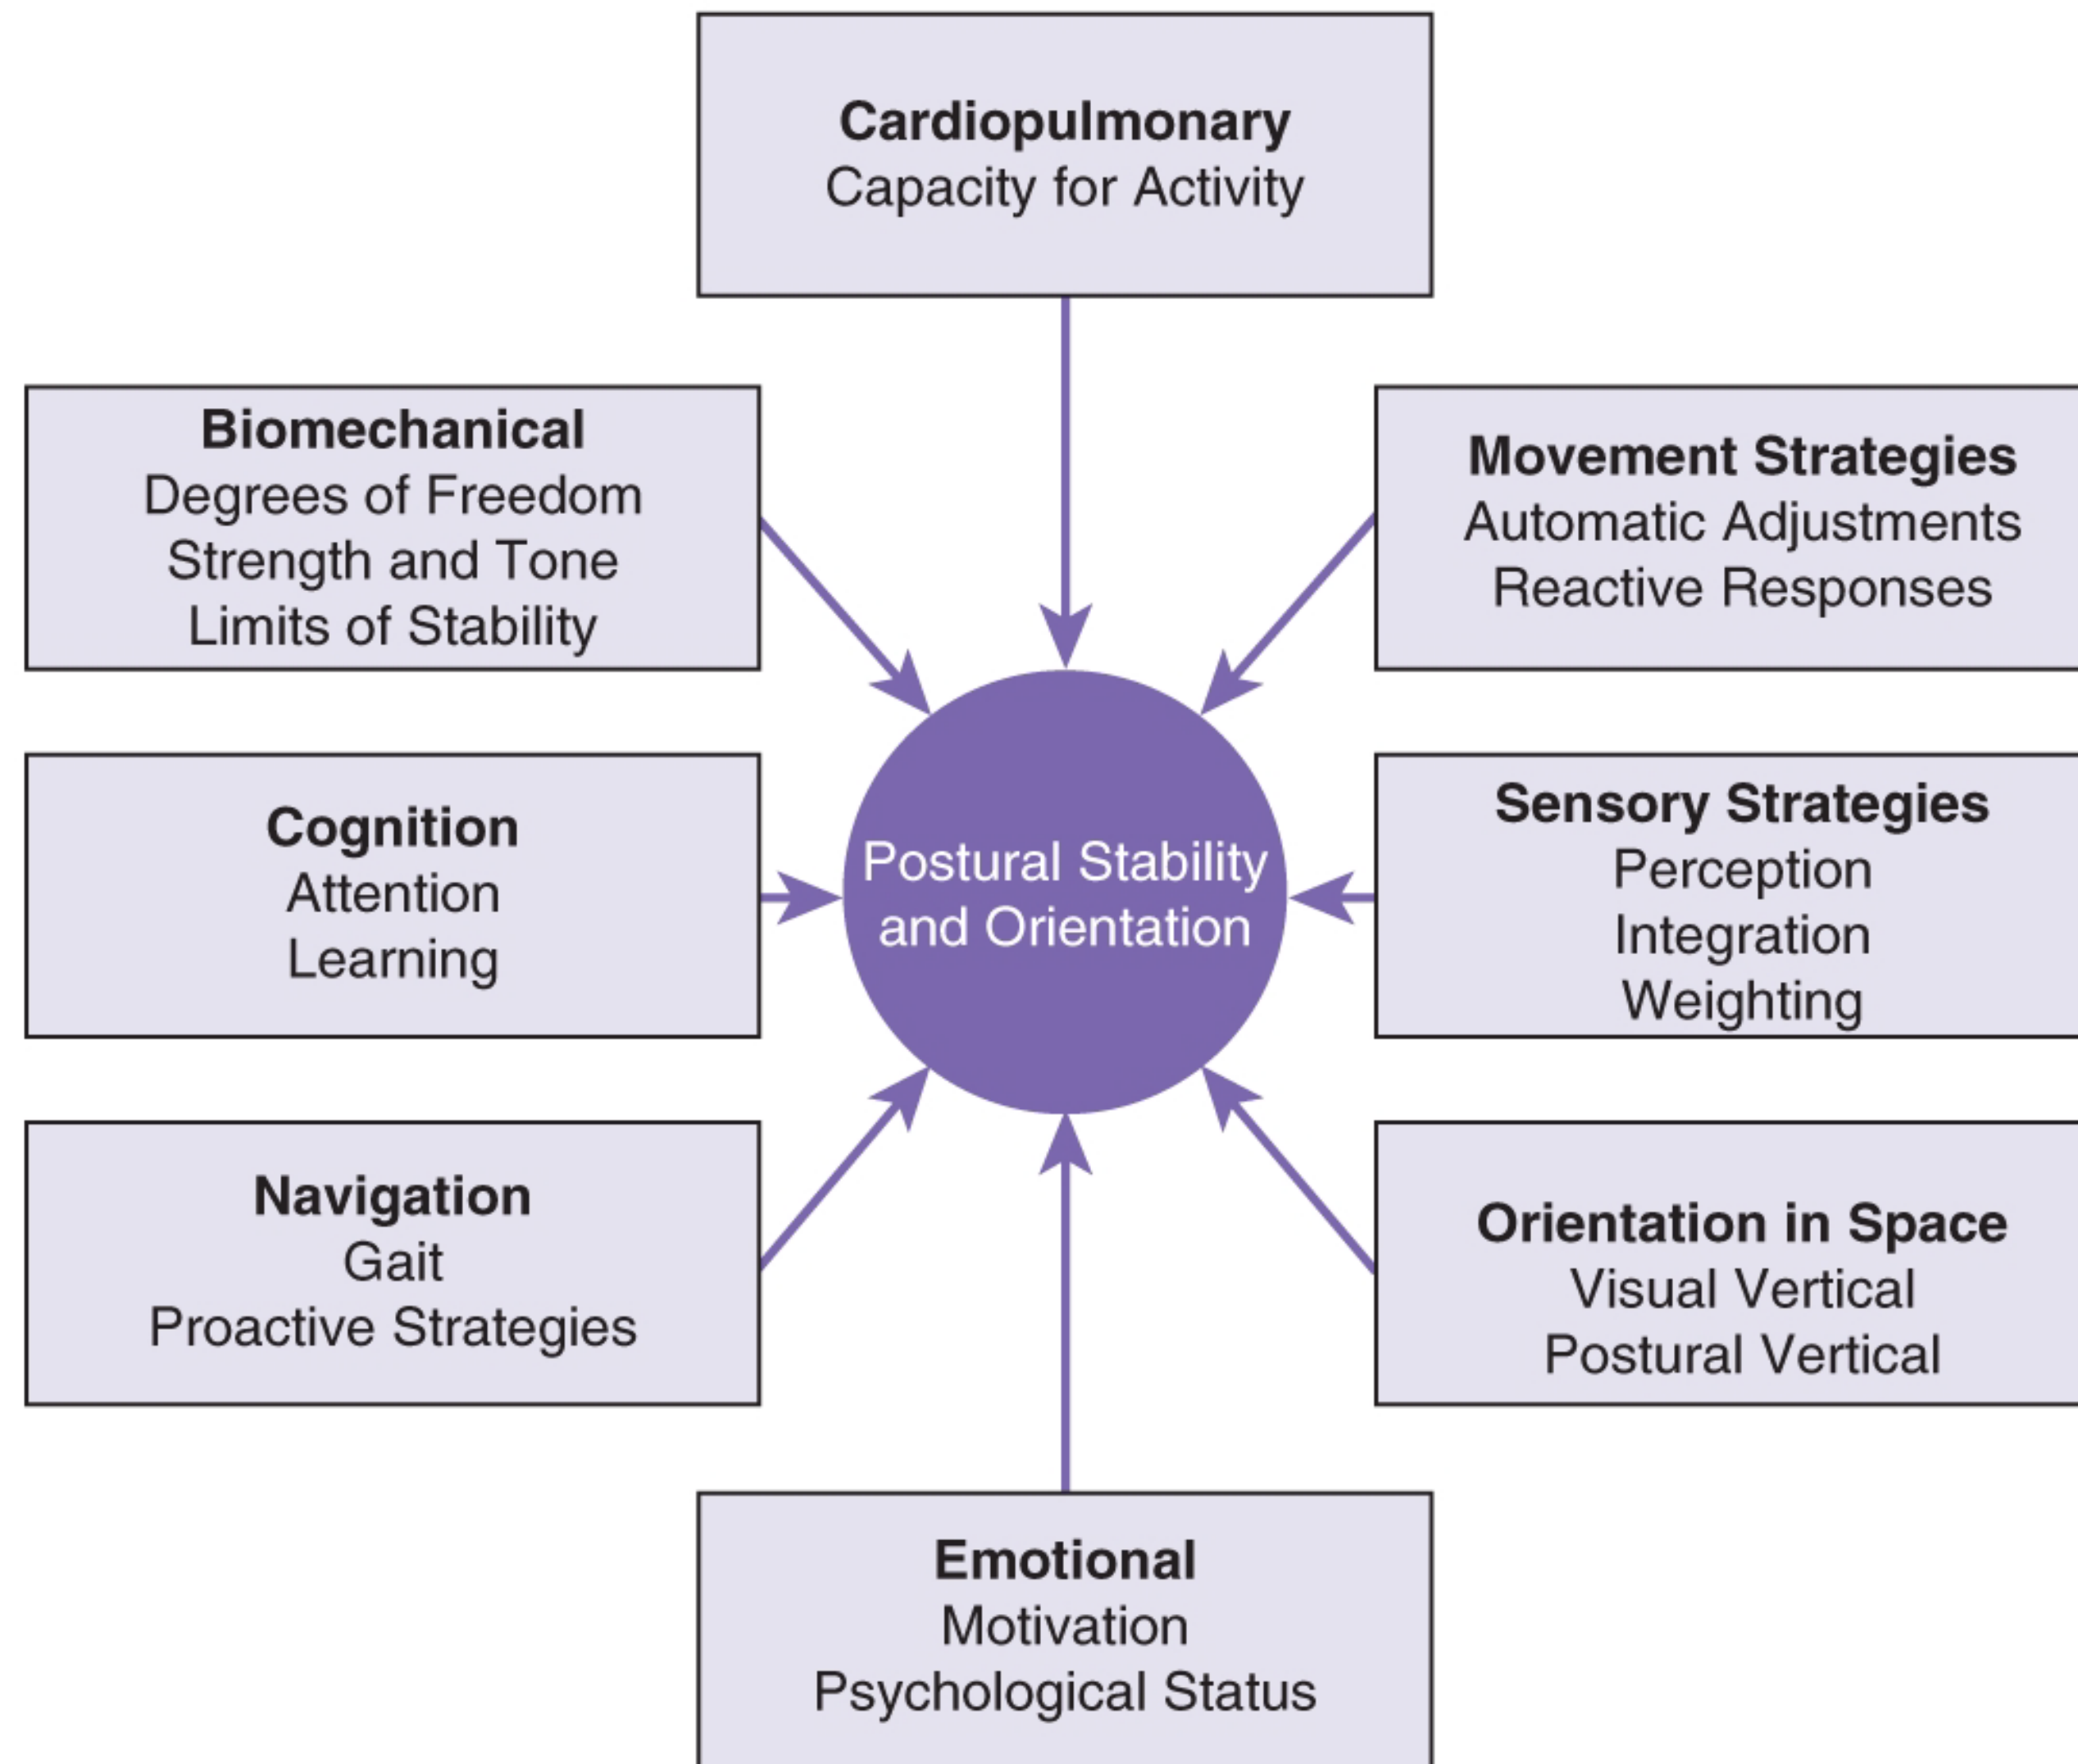 Cardiopulmonary
Capacity for Activity
Biomechanical
Degrees of Freedom
Strength and Tone
Limits of Stability
Movement Strategies
Automatic Adjustments
Reactive Responses
Cognition
Attention
Learning
Postural Stability
and Orientation
Sensory Strategies
Perception
Integration
Weighting
Navigation
Gait
Proactive Strategies
Orientation in Space
Visual Vertical
Postural Vertical
Emotional
Motivation
Psychological Status